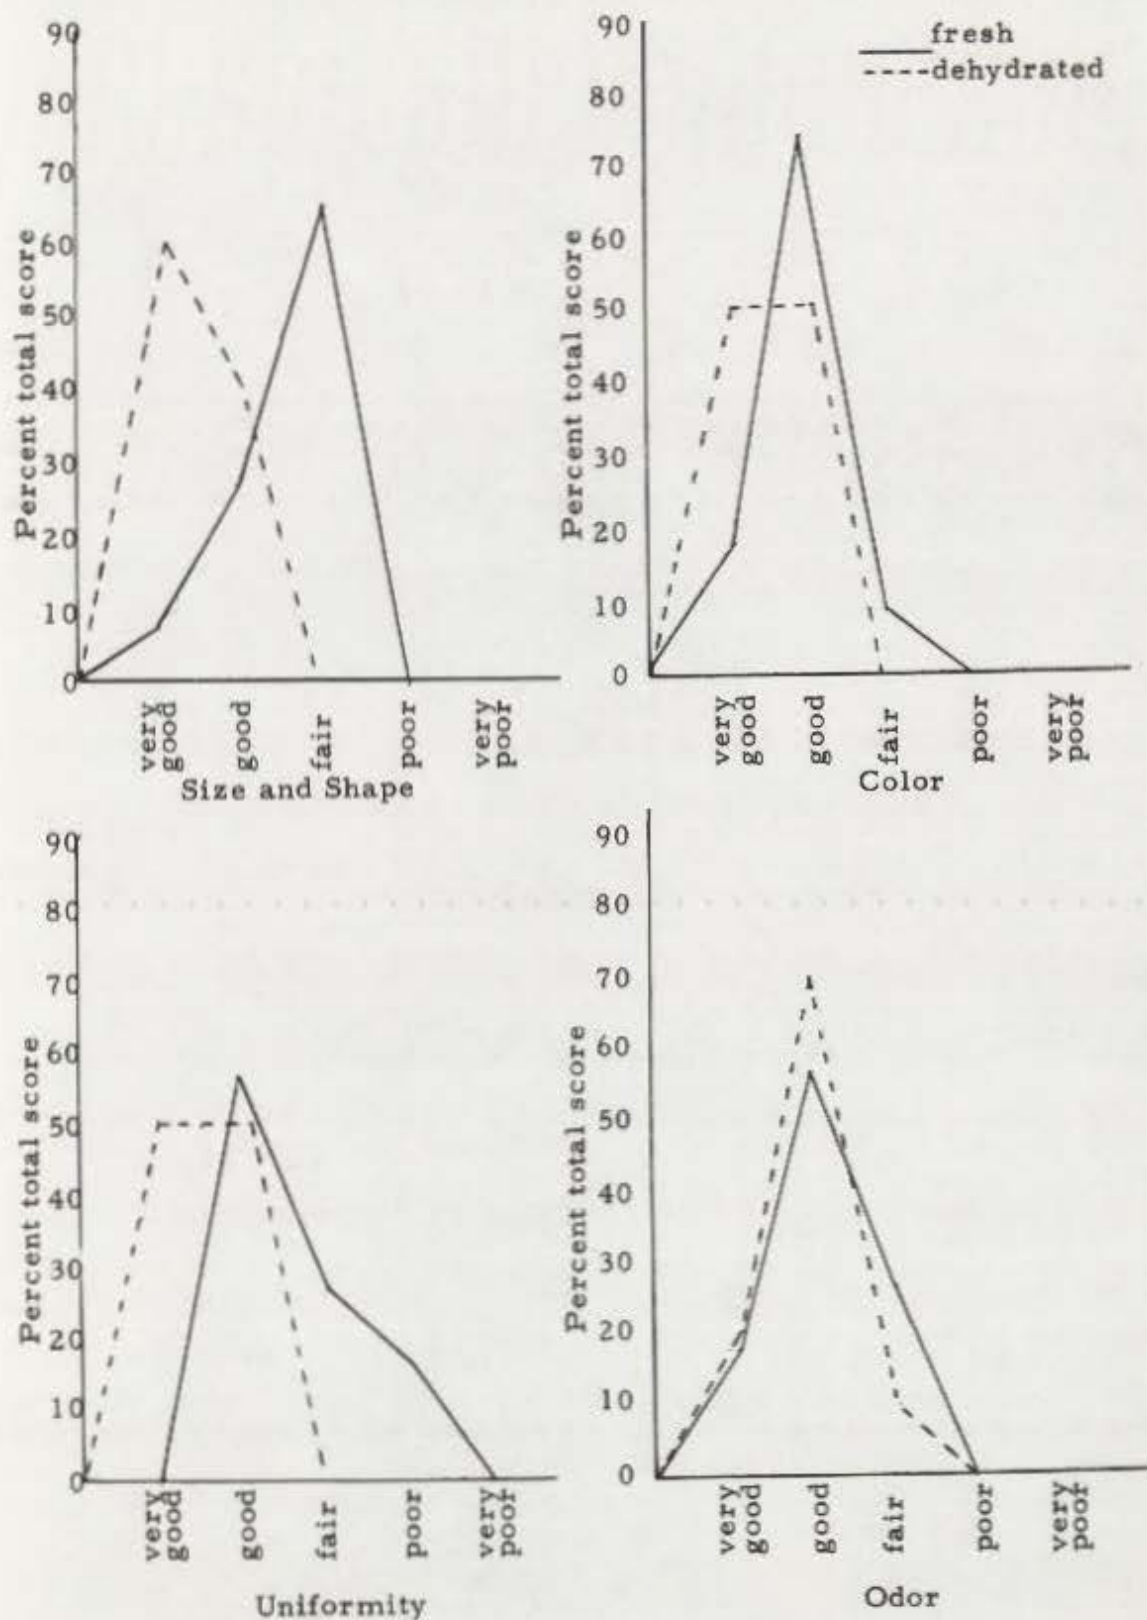 fresh
dehydrated
90
80
70
60
50
40
30
20
10
0
Percent total score
very good
good
fair
poor
very poor
Size and Shape
90
80
70
60
50
40
30
20
10
0
Percent total score
very good
good
fair
poor
very poor
Color
90
80
70
60
50
40
30
20
10
0
Percent total score
very good
good
fair
poor
very poor
Uniformity
90
80
70
60
50
40
30
20
10
0
Percent total score
very good
good
fair
poor
very poor
Odor